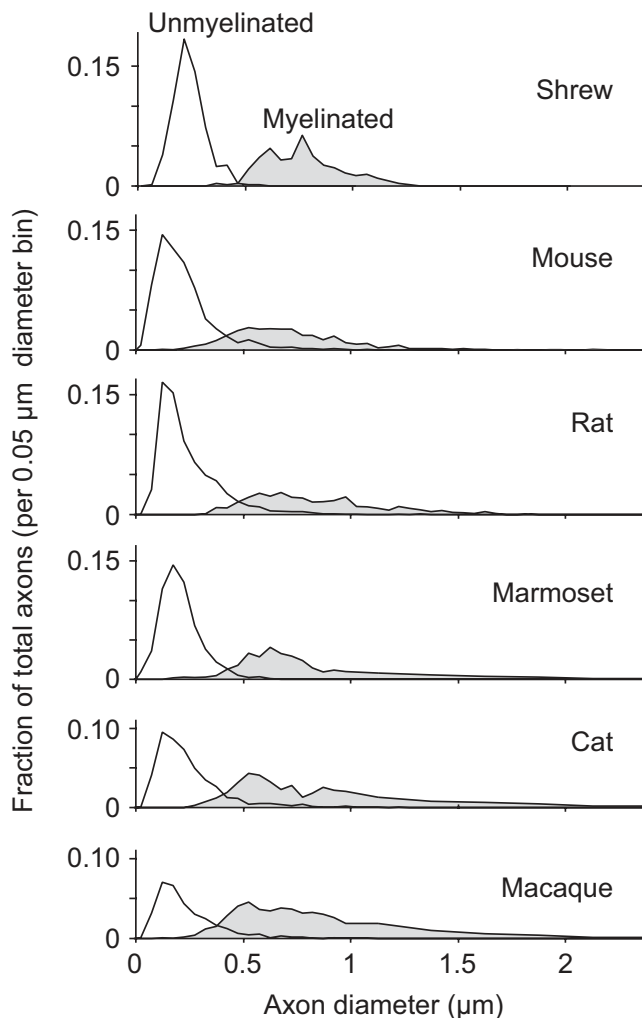 Unmyelinated
0.15
Shrew
Myelinated
0
0.15
Mouse
0
0.15
Rat
0
0.15
Marmoset
0
0.10
Cat
0
0.10
Macaque
0
0 0.5 1 1.5 2
Axon diameter (µm)
Fraction of total axons (per 0.05 µm diameter bin)